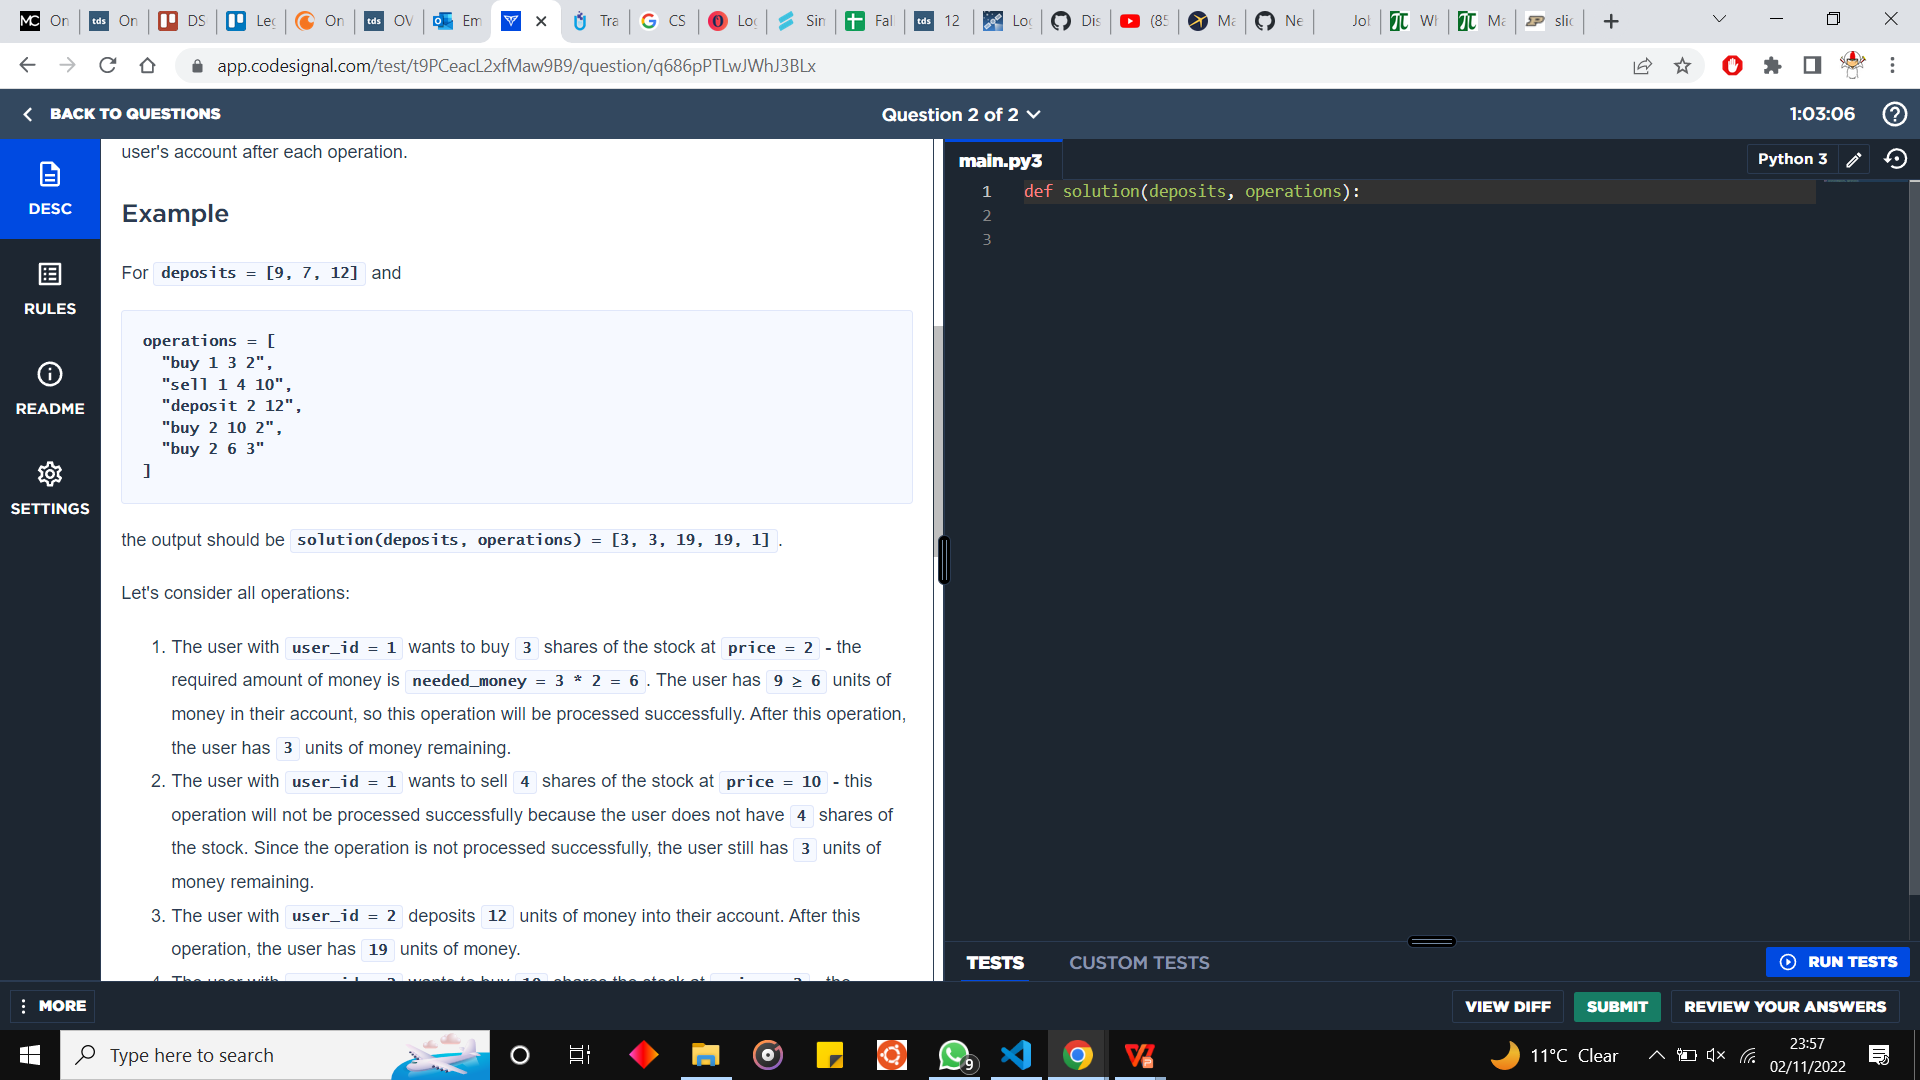 On
On
DS
Leg
On
OV
Em
Tra
CS
Log
Sin
Fall
12
Log
Dis
(85
Ma
Ne
Jol
Wh
Ma
slic
app.codesignal.com/test/t9PCeacL2xfMaw9B9/question/q686pPTLwJWhJ3BLx
BACK TO QUESTIONS
Question 2 of 2
1:03:06
DESC
RULES
README
SETTINGS
user's account after each operation.
Example
For deposits = [9, 7, 12] and
operations = [
"buy 1 3 2",
"sell 1 4 10",
"deposit 2 12",
"buy 2 10 2",
"buy 2 6 3"
]
the output should be solution(deposits, operations) = [3, 3, 19, 19, 1].
Let's consider all operations:
1. The user with user_id = 1 wants to buy 3 shares of the stock at price = 2 - the
required amount of money is needed_money = 3 * 2 = 6. The user has 9 ≥ 6 units of
money in their account, so this operation will be processed successfully. After this operation,
the user has 3 units of money remaining.
2. The user with user_id = 1 wants to sell 4 shares of the stock at price = 10 - this
operation will not be processed successfully because the user does not have 4 shares of
the stock. Since the operation is not processed successfully, the user still has 3 units of
money remaining.
3. The user with user_id = 2 deposits 12 units of money into their account. After this
operation, the user has 19 units of money.
main.py3
Python 3
1 def solution(deposits, operations):
2
3
TESTS
CUSTOM TESTS
RUN TESTS
MORE
VIEW DIFF
SUBMIT
REVIEW YOUR ANSWERS
Type here to search
9
11°C Clear
23:57
02/11/2022